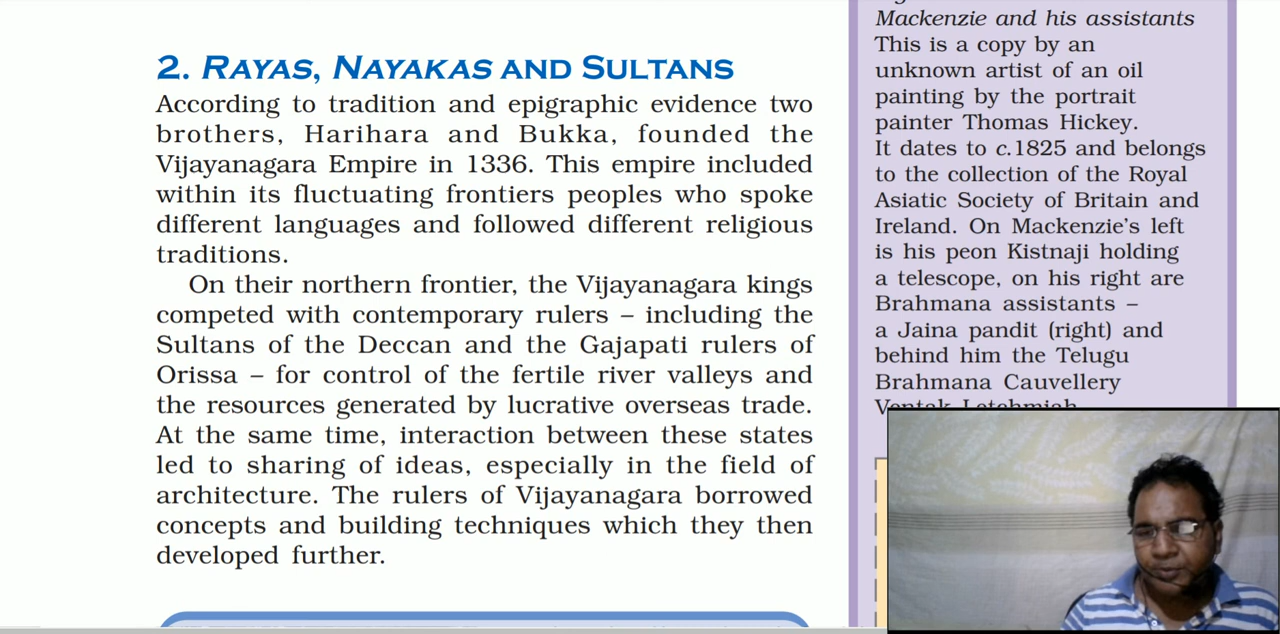 2. RAYAS, NAYAKAS AND SULTANS
According to tradition and epigraphic evidence two
brothers, Harihara and Bukka, founded the
Vijayanagara Empire in 1336. This empire included
within its fluctuating frontiers peoples who spoke
different languages and followed different religious
traditions.
On their northern frontier, the Vijayanagara kings
competed with contemporary rulers – including the
Sultans of the Deccan and the Gajapati rulers of
Orissa – for control of the fertile river valleys and
the resources generated by lucrative overseas trade.
At the same time, interaction between these states
led to sharing of ideas, especially in the field of
architecture. The rulers of Vijayanagara borrowed
concepts and building techniques which they then
developed further.
Mackenzie and his assistants
This is a copy by an
unknown artist of an oil
painting by the portrait
painter Thomas Hickey.
It dates to c.1825 and belongs
to the collection of the Royal
Asiatic Society of Britain and
Ireland. On Mackenzie's left
is his peon Kistnaji holding
a telescope, on his right are
Brahmana assistants –
a Jaina pandit (right) and
behind him the Telugu
Brahmana Cauvellery